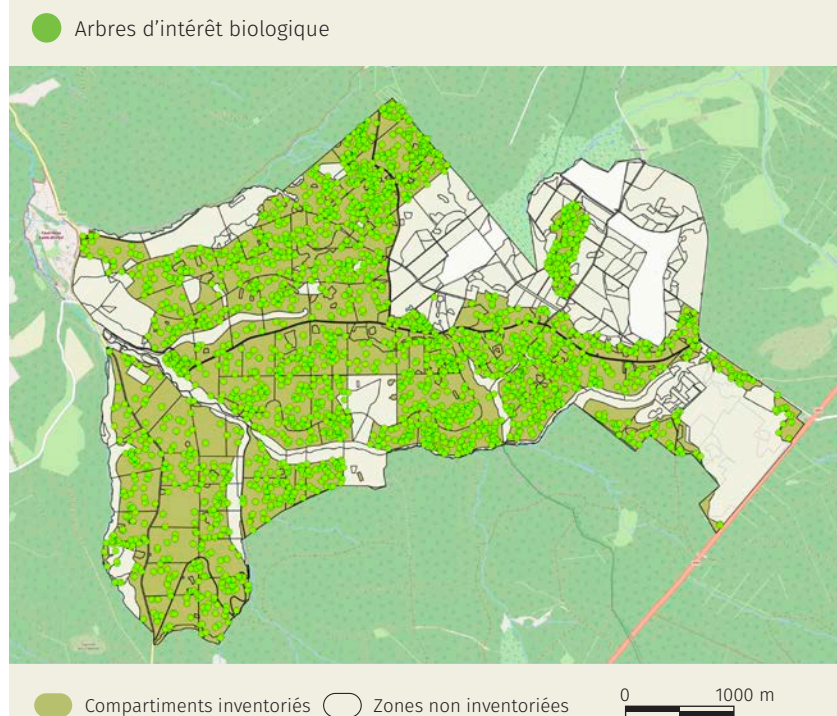 Arbres d'intérêt biologique
Compartiments inventoriés
Zones non inventoriées
0
1000 m